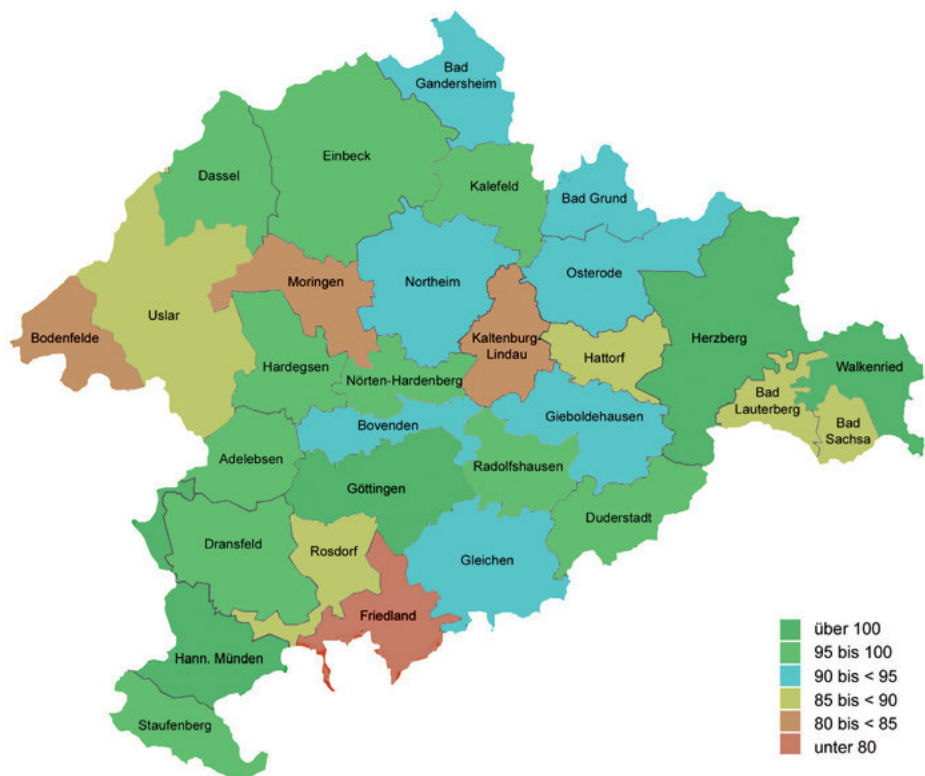 Bad
Gandersheim
Einbeck
Dassel
Kalefeld
Bad Grund
Osterode
Moringen
Northeim
Uslar
Bodenfelde
Kaltenburg-
Lindau
Hattorf
Herzberg
Walkenried
Hardegsen
Nörten-Hardenberg
Bad
Lauterberg
Bad
Sachsa
Gieboldehausen
Bovenden
Adelebsen
Radolfshausen
Göttingen
Duderstadt
Dransfeld
Rosdorf
Gleichen
Friedland
Hann. Münden
Staufenberg
über 100
95 bis 100
90 bis < 95
85 bis < 90
80 bis < 85
unter 80